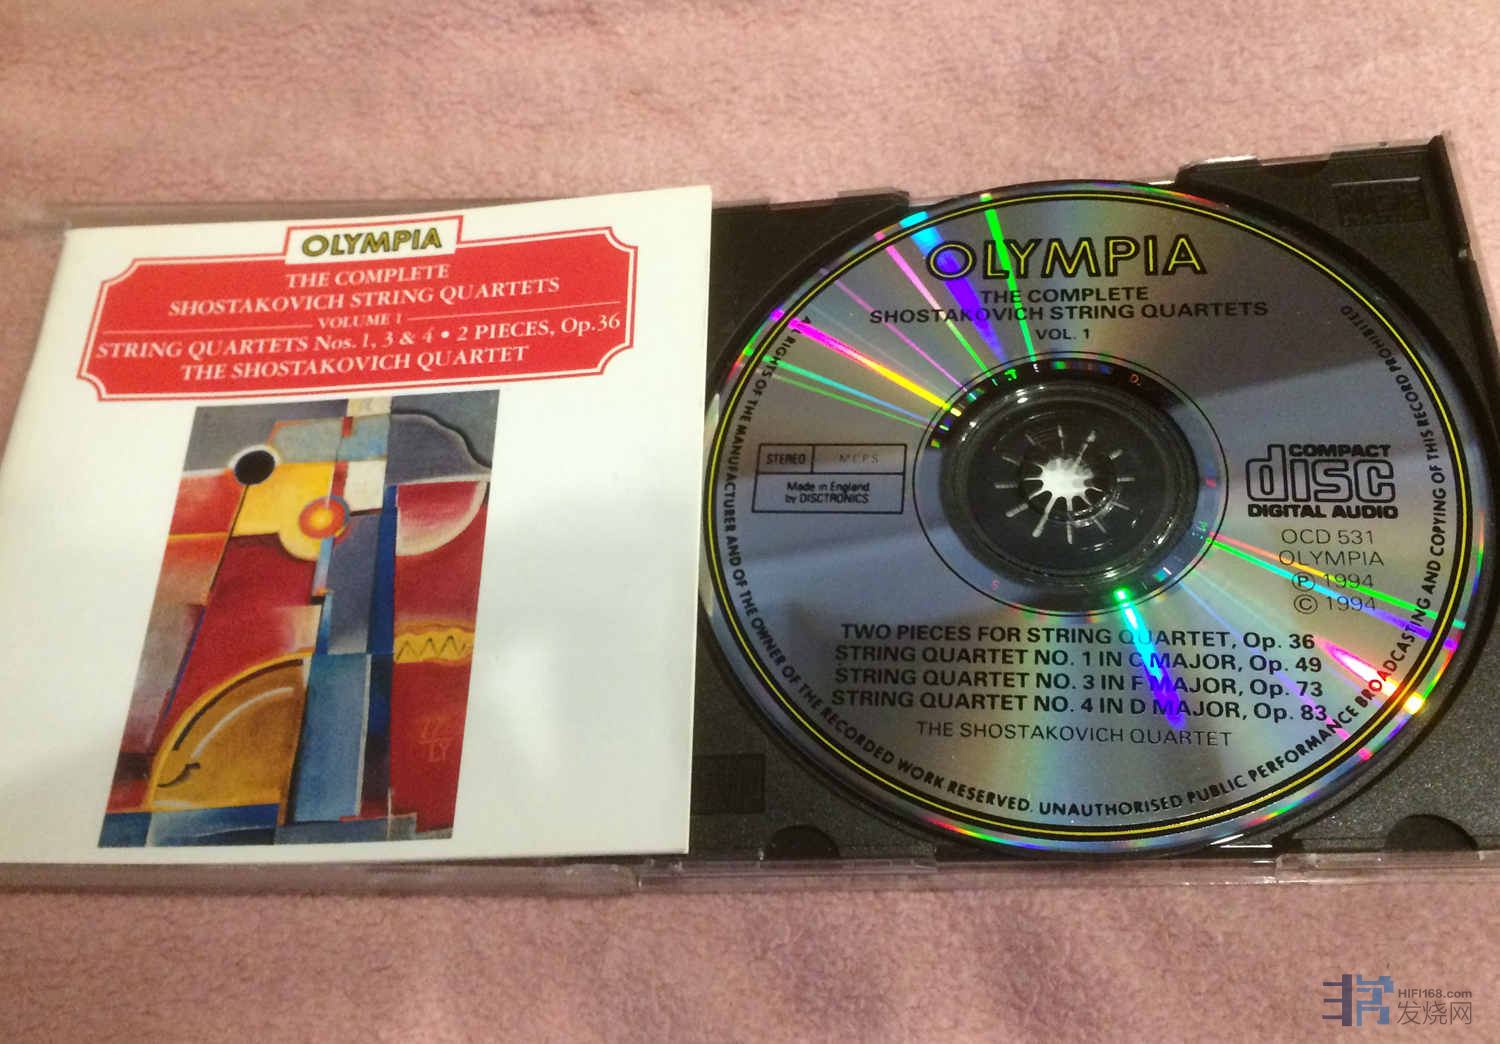 OLYMPIA
THE COMPLETE
SHOSTAKOVICH STRING QUARTETS
VOLUME 1
STRING QUARTETS Nos. 1, 3 & 4 • 2 PIECES, Op.36
THE SHOSTAKOVICH QUARTET
OLYMPIA
THE COMPLETE
SHOSTAKOVICH STRING QUARTETS
VOL. 1
ALL RIGHTS OF THE MANUFACTURER AND OF THE OWNER OF THE RECORDED WORK RESERVED. UNAUTHORISED PUBLIC PERFORMANCE BROADCASTING AND COPYING OF THIS RECORD PROHIBITED
STEREO
M.C.P.S
Made in England
by DISCTRONICS
COMPACT
disc
DIGITAL AUDIO
OCD 531
OLYMPIA
Ⓟ 1994
© 1994
TWO PIECES FOR STRING QUARTET, Op. 36
STRING QUARTET NO. 1 IN C MAJOR, Op. 49
STRING QUARTET NO. 3 IN F MAJOR, Op. 73
STRING QUARTET NO. 4 IN D MAJOR, Op. 83
THE SHOSTAKOVICH QUARTET
HIFI168.com
发烧网